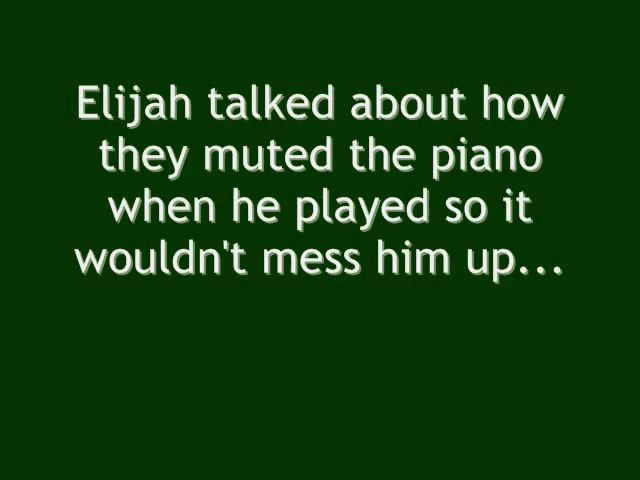 Elijah talked about how
they muted the piano
when he played so it
wouldn't mess him up...